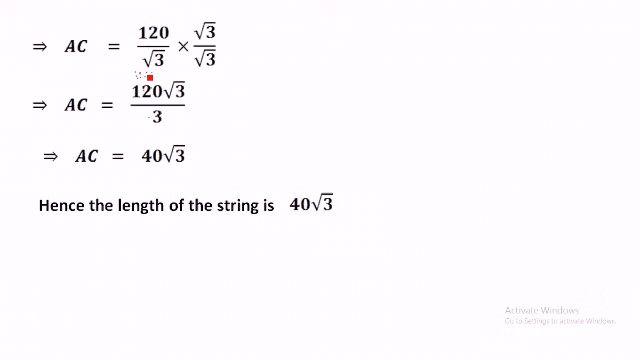 ⇒ AC = 120/√3 × √3/√3
⇒ AC = 120√3/3
⇒ AC = 40√3
Hence the length of the string is 40√3
Activate Windows
Go to Settings to activate Windows.